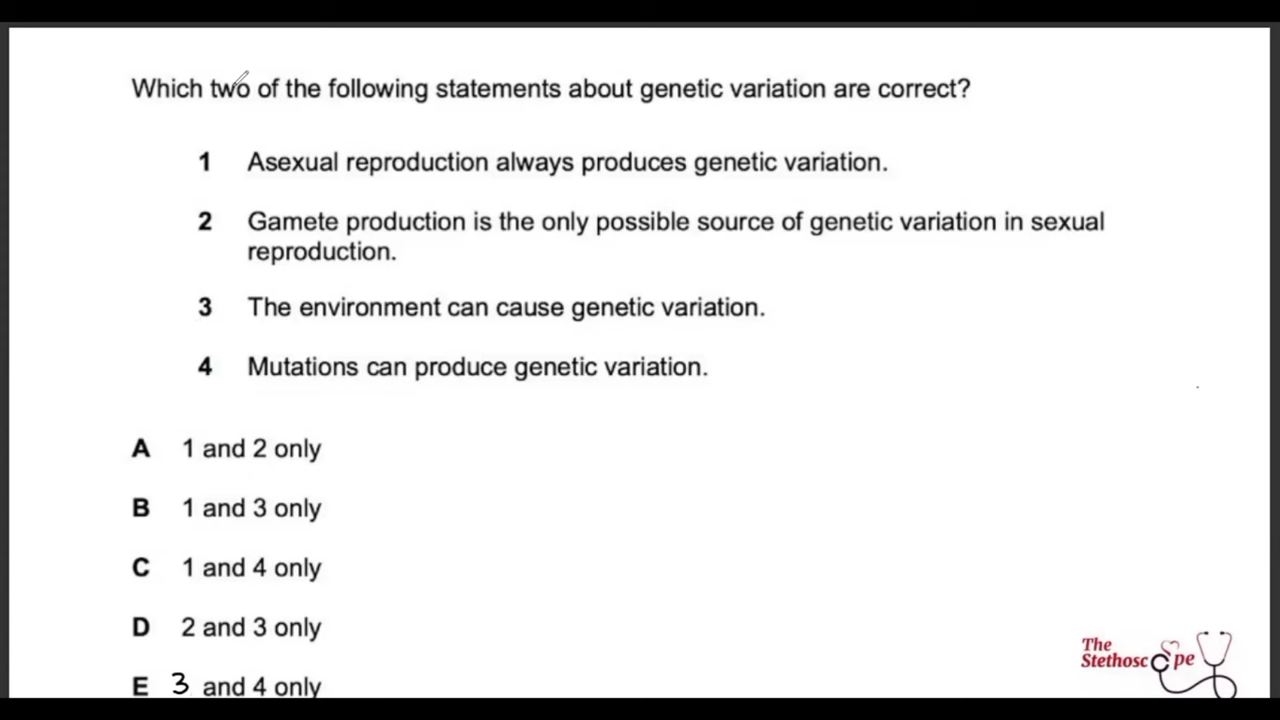 Which two of the following statements about genetic variation are correct?
1 Asexual reproduction always produces genetic variation.
2 Gamete production is the only possible source of genetic variation in sexual
reproduction.
3 The environment can cause genetic variation.
4 Mutations can produce genetic variation.
A 1 and 2 only
B 1 and 3 only
C 1 and 4 only
D 2 and 3 only
E 3 and 4 only
The
Stethoscope